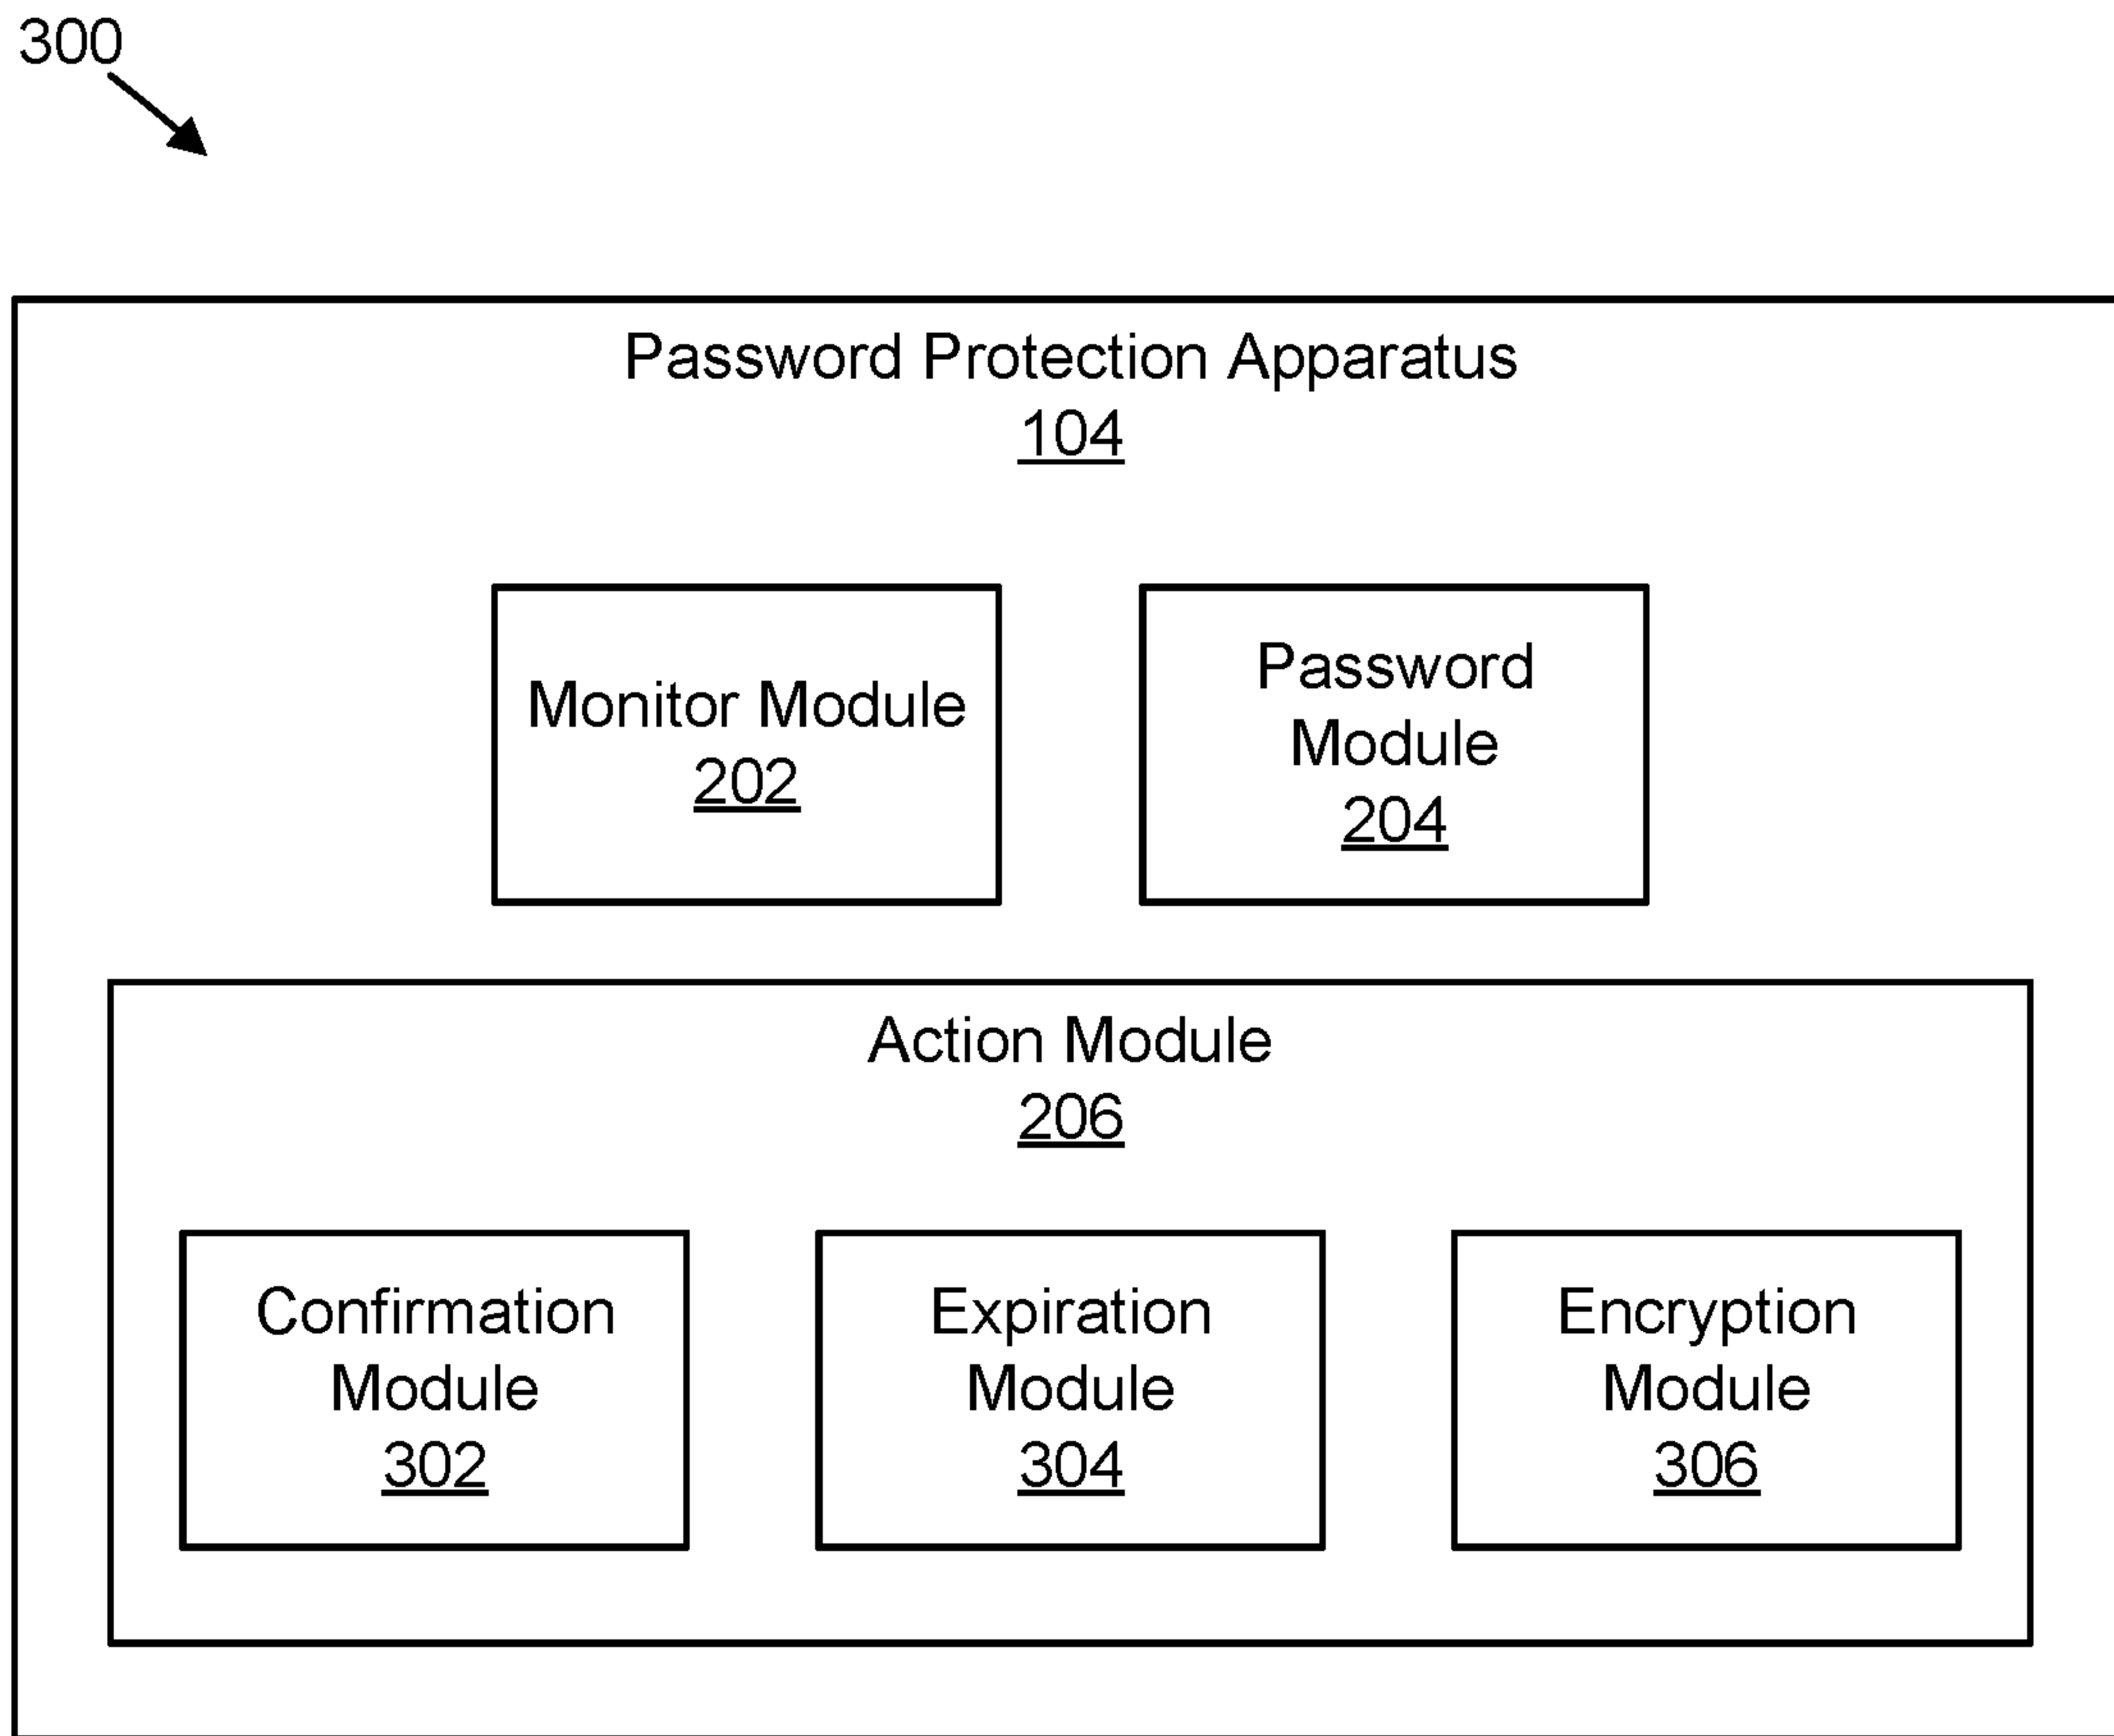 300
Password Protection Apparatus
104
Monitor Module
202
Password
Module
204
Action Module
206
Confirmation
Module
302
Expiration
Module
304
Encryption
Module
306